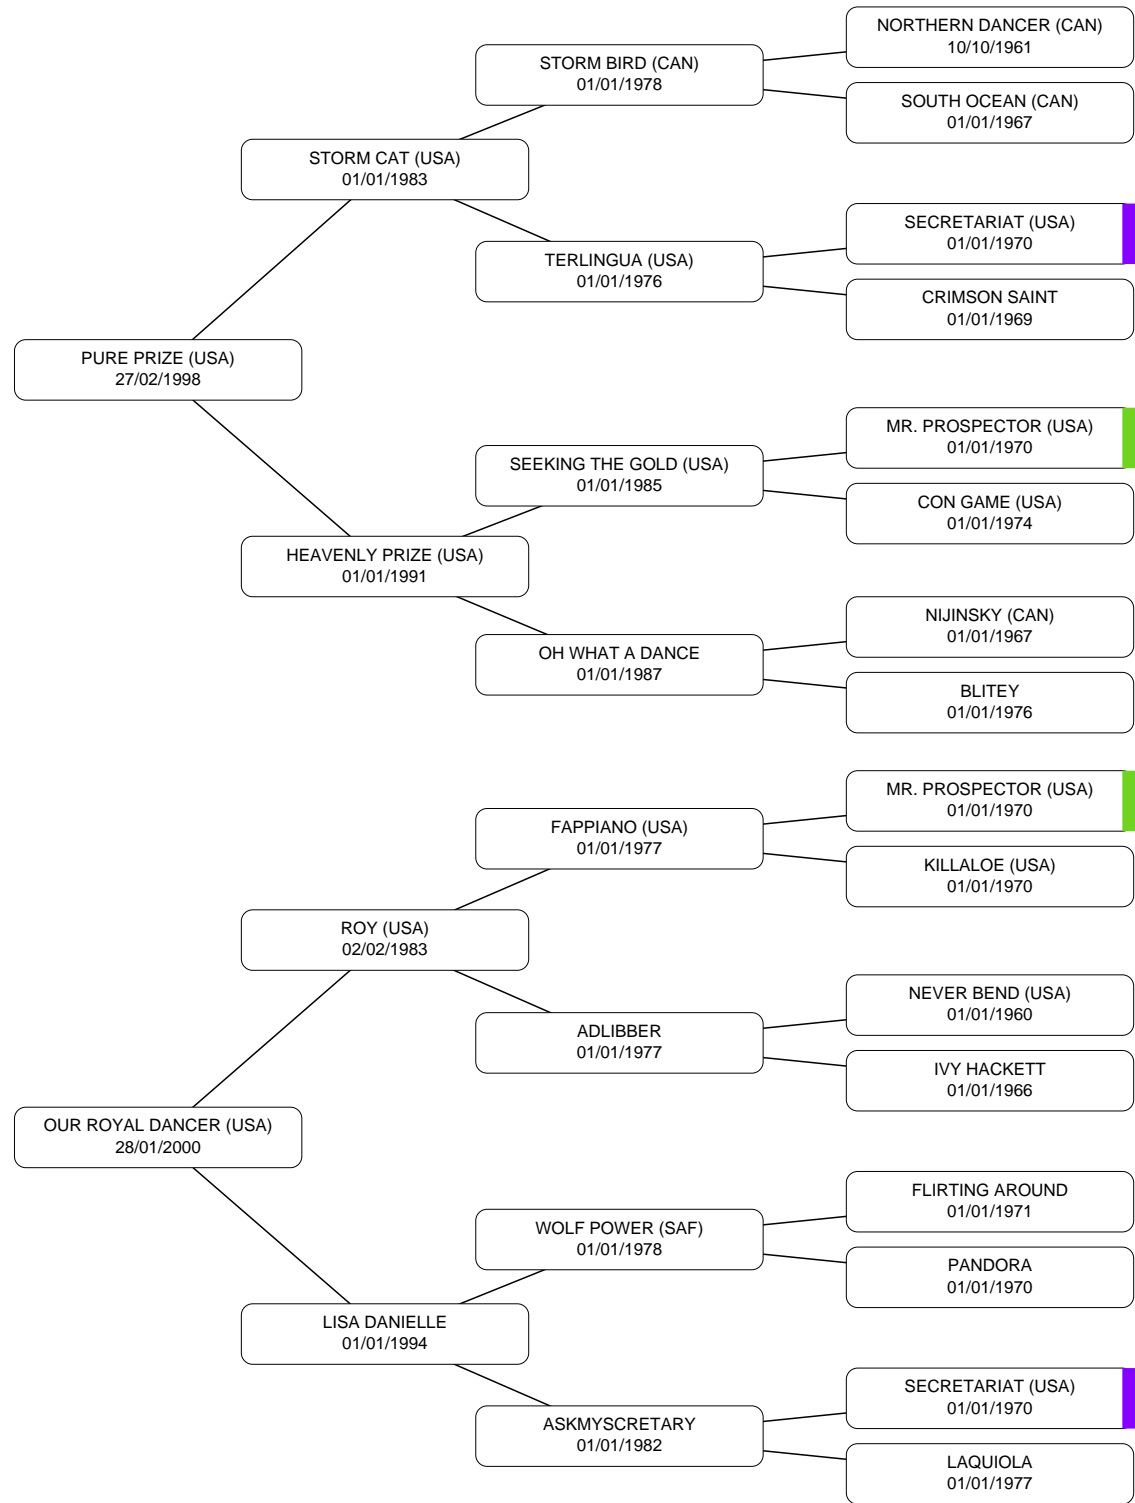 NORTHERN DANCER (CAN)
10/10/1961
STORM BIRD (CAN)
01/01/1978
SOUTH OCEAN (CAN)
01/01/1967
STORM CAT (USA)
01/01/1983
SECRETARIAT (USA)
01/01/1970
TERLINGUA (USA)
01/01/1976
CRIMSON SAINT
01/01/1969
PURE PRIZE (USA)
27/02/1998
MR. PROSPECTOR (USA)
01/01/1970
SEEKING THE GOLD (USA)
01/01/1985
CON GAME (USA)
01/01/1974
HEAVENLY PRIZE (USA)
01/01/1991
NIJINSKY (CAN)
01/01/1967
OH WHAT A DANCE
01/01/1987
BLITEY
01/01/1976
MR. PROSPECTOR (USA)
01/01/1970
FAPPIANO (USA)
01/01/1977
KILLALOE (USA)
01/01/1970
ROY (USA)
02/02/1983
NEVER BEND (USA)
01/01/1960
ADLIBBER
01/01/1977
IVY HACKETT
01/01/1966
OUR ROYAL DANCER (USA)
28/01/2000
FLIRTING AROUND
01/01/1971
WOLF POWER (SAF)
01/01/1978
PANDORA
01/01/1970
LISA DANIELLE
01/01/1994
SECRETARIAT (USA)
01/01/1970
ASKMYSCRETARY
01/01/1982
LAQUIOLA
01/01/1977